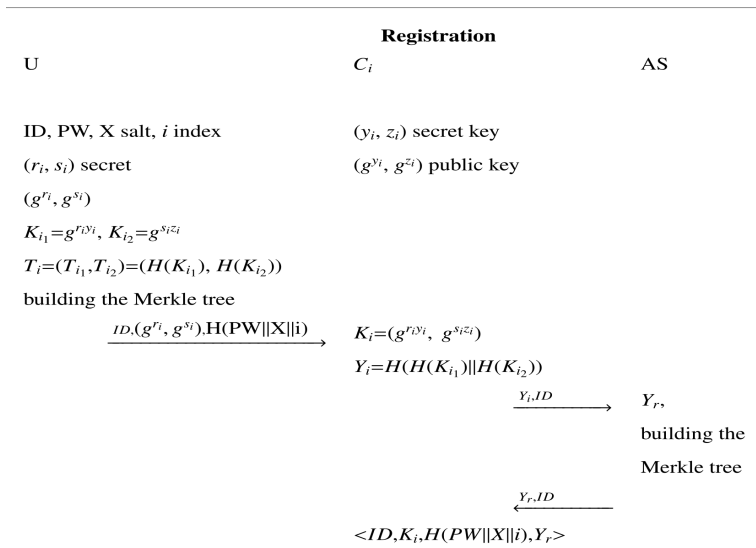 Registration
U C_i AS
ID, PW, X salt, i index (y_i, z_i) secret key
(r_i, s_i) secret (g^{y_i}, g^{z_i}) public key
(g^{r_i}, g^{s_i})
K_{i_1}=g^{r_i y_i}, K_{i_2}=g^{s_i z_i}
T_i=(T_{i_1},T_{i_2})=(H(K_{i_1}), H(K_{i_2}))
building the Merkle tree
ID,(g^{r_i}, g^{s_i}),H(PW||X||i) K_i=(g^{r_i y_i}, g^{s_i z_i})
Y_i=H(H(K_{i_1})||H(K_{i_2}))
Y_i,ID Y_r,
building the
Merkle tree
Y_r,ID
<ID,K_i,H(PW||X||i),Y_r>